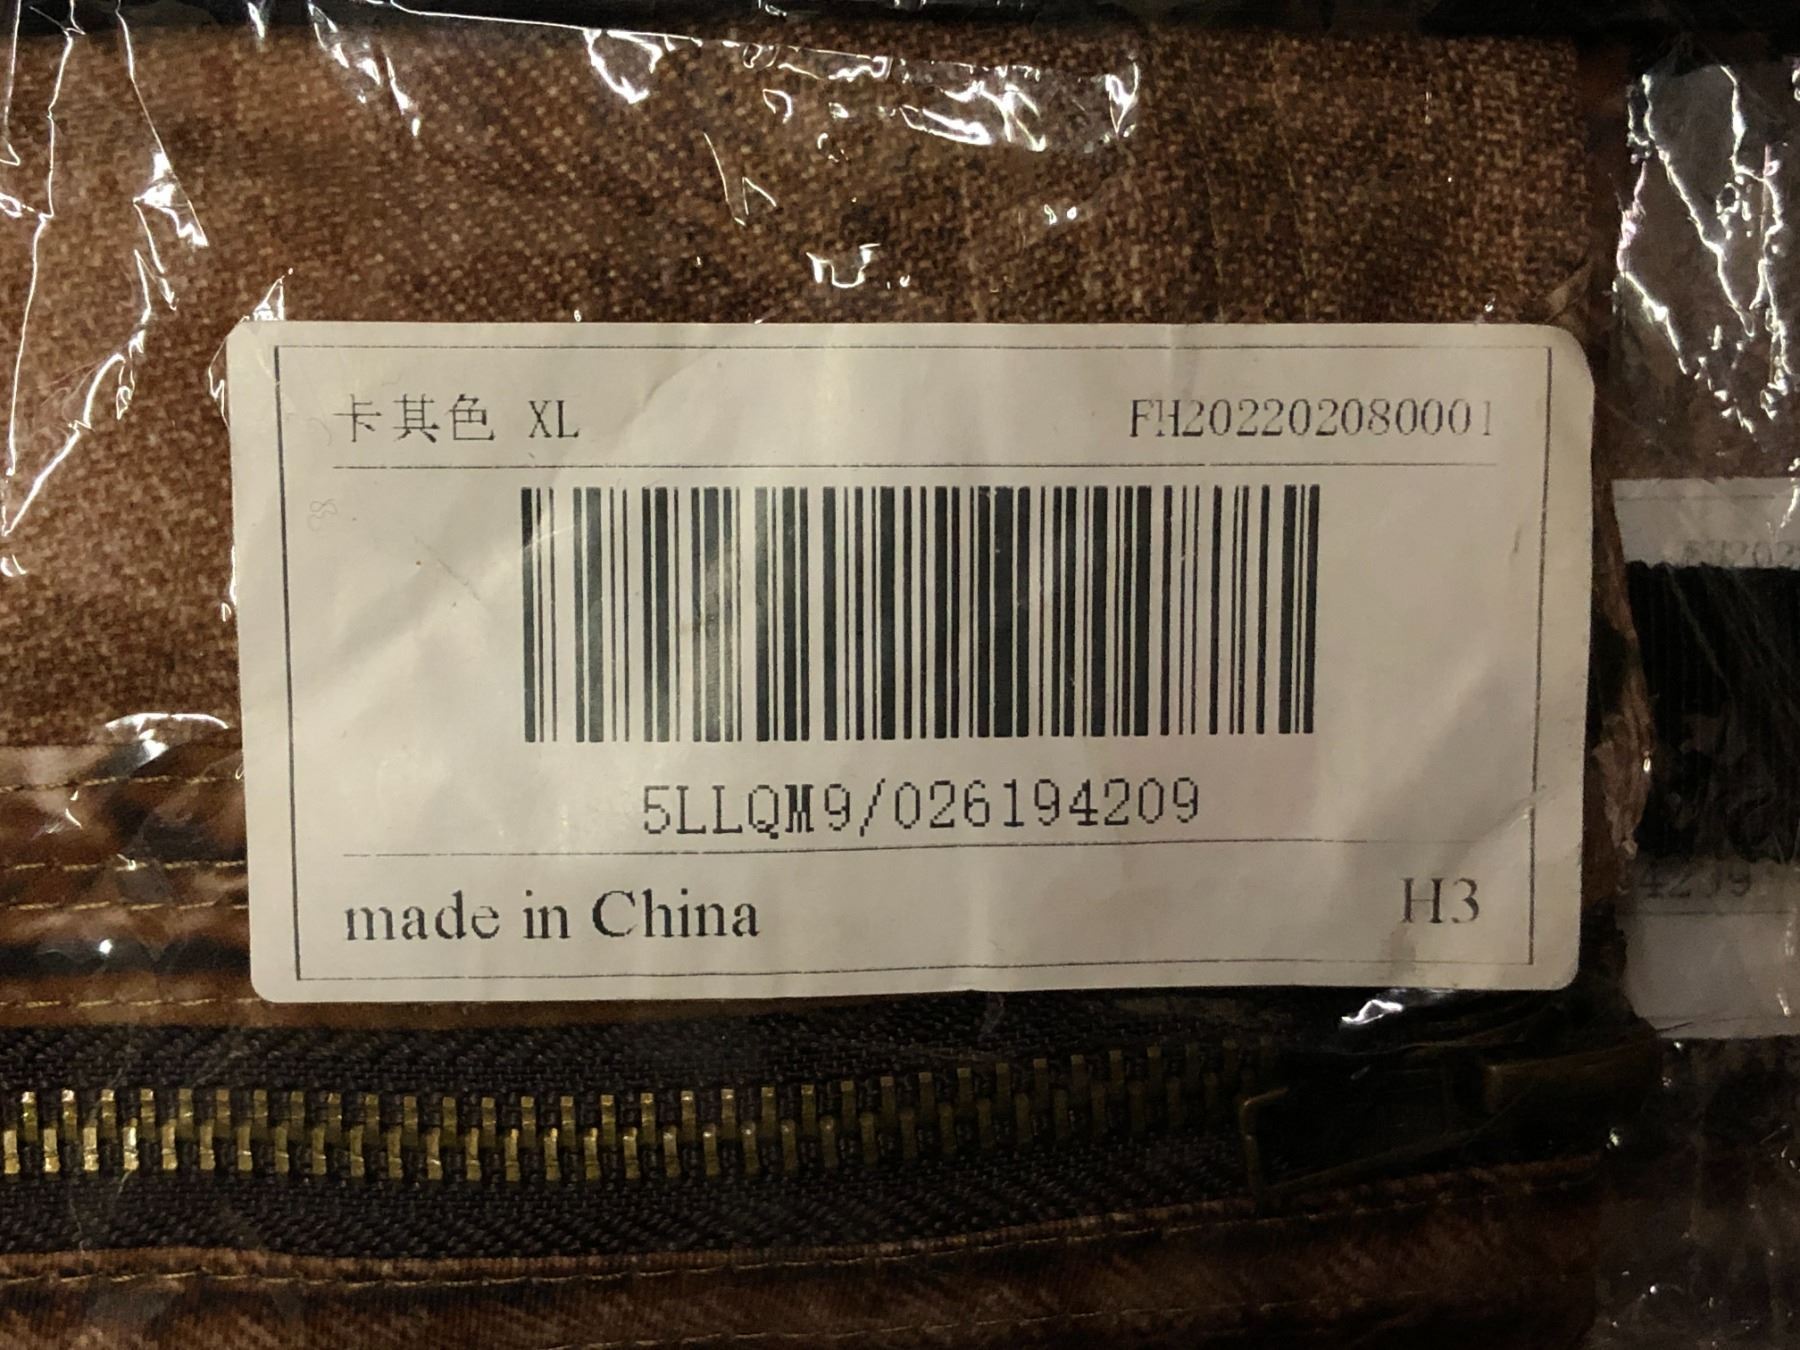 卡其色 XL FH202202080001
5LLQM9/026194209
made in China H3